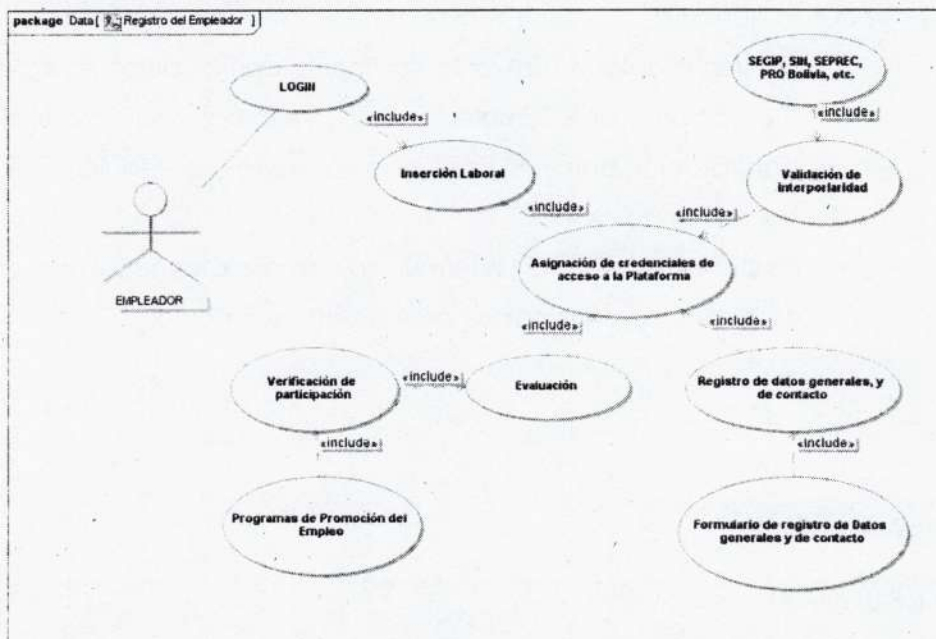 package Data[ Registro del Empleador ]
LOGIN
SEGIP, SIN, SEPREC,
PRO Bolivia, etc.
«include»
«include»
Inserción Laboral
Validación de
interporlaridad
«include»
«include»
Asignación de credenciales de
acceso a la Plataforma
EMPLEADOR
«include»
«include»
Verificación de
participación
«include»
Evaluación
Registro de datos generales, y
de contacto
«include»
«include»
Programas de Promoción del
Empleo
Formulario de registro de Datos
generales y de contacto